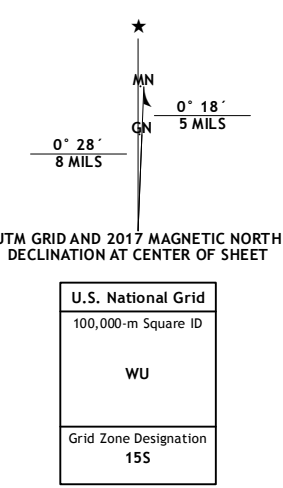 ★
MN
0° 18´
5 MILS
GN
0° 28´
8 MILS
UTM GRID AND 2017 MAGNETIC NORTH
DECLINATION AT CENTER OF SHEET
U.S. National Grid
100,000-m Square ID
WU
Grid Zone Designation
15S